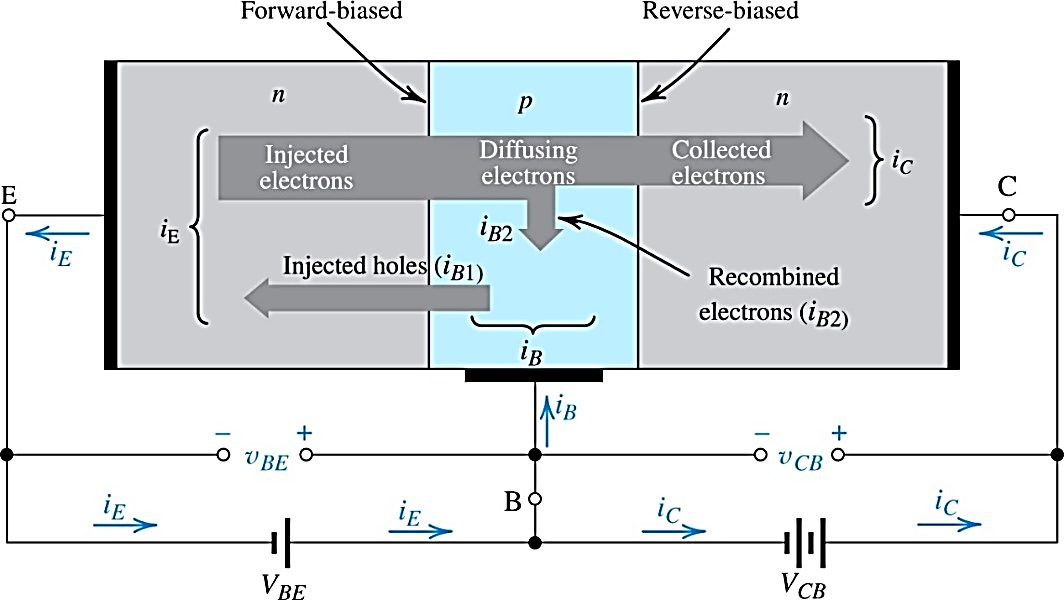 Forward-biased
Reverse-biased
n
p
n
Injected
electrons
Diffusing
electrons
Collected
electrons
iC
E
C
iE
iB2
iE
iC
Injected holes (iB1)
Recombined
electrons (iB2)
iB
iB
− vBE +
− vCB +
B
iE
iE
iC
iC
VBE
VCB